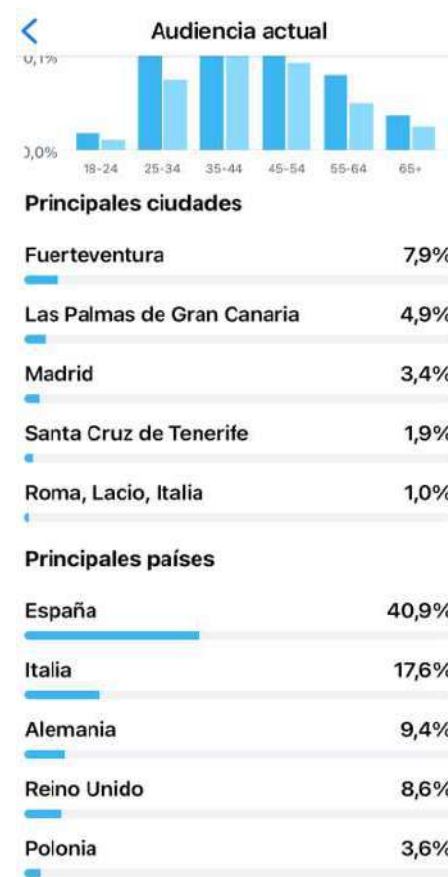 Audiencia actual
0,1%
0,0%
18-24 25-34 35-44 45-54 55-64 65+
Principales ciudades
Fuerteventura 7,9%
Las Palmas de Gran Canaria 4,9%
Madrid 3,4%
Santa Cruz de Tenerife 1,9%
Roma, Lacio, Italia 1,0%
Principales países
España 40,9%
Italia 17,6%
Alemania 9,4%
Reino Unido 8,6%
Polonia 3,6%